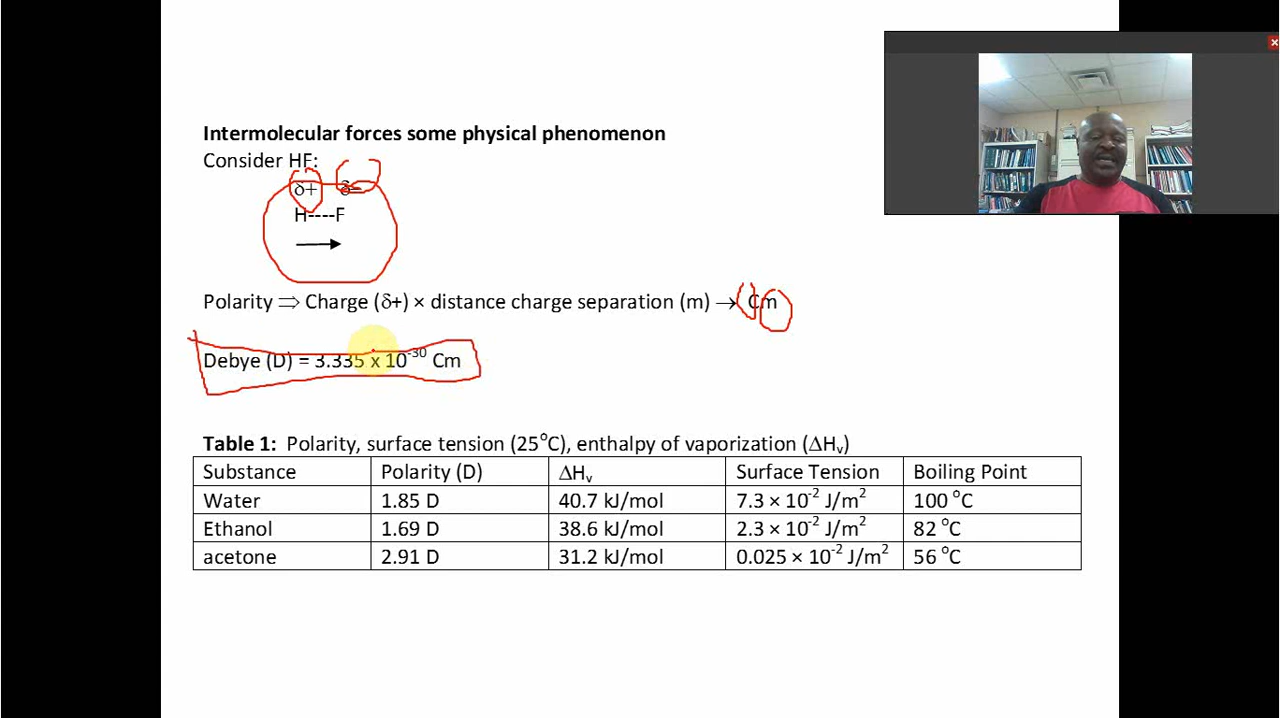 Intermolecular forces some physical phenomenon
Consider HF:
δ+ δ–
H----F
Polarity ⇒ Charge (δ+) × distance charge separation (m) → Cm
Debye (D) = 3.335 x 10⁻³⁰ Cm
Table 1: Polarity, surface tension (25°C), enthalpy of vaporization (ΔHᵥ)
Substance Polarity (D) ΔHᵥ Surface Tension Boiling Point
Water 1.85 D 40.7 kJ/mol 7.3 × 10⁻² J/m² 100 °C
Ethanol 1.69 D 38.6 kJ/mol 2.3 × 10⁻² J/m² 82 °C
acetone 2.91 D 31.2 kJ/mol 0.025 × 10⁻² J/m² 56 °C